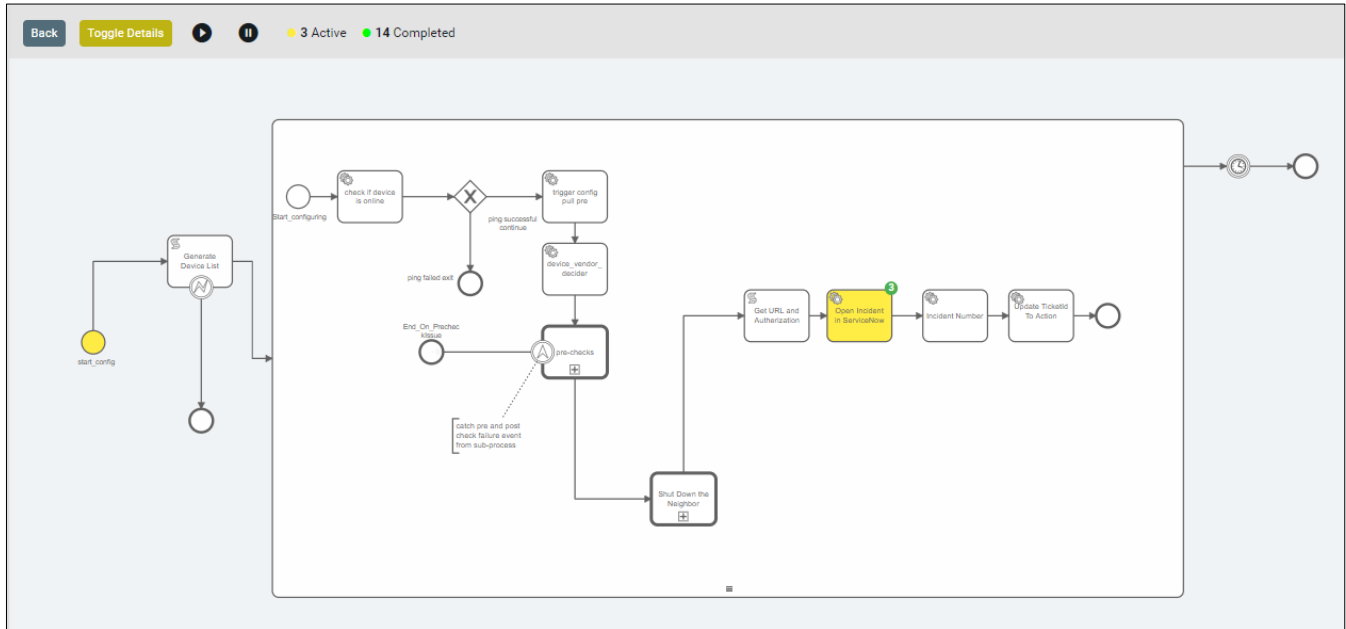 Back
Toggle Details
3 Active
14 Completed
check if device
is online
trigger config
pull pre
Start_configuring
ping successful
continue
Generate
Device List
device_vendor_
decider
ping failed exit
Get URL and
Authorization
3
Open Incident
in ServiceNow
Incident Number
Update TicketId
To Action
End_On_Prechec
kIssue
pre-checks
start_config
catch pre and post
check failure event
from sub-process
Shut Down the
Neighbor